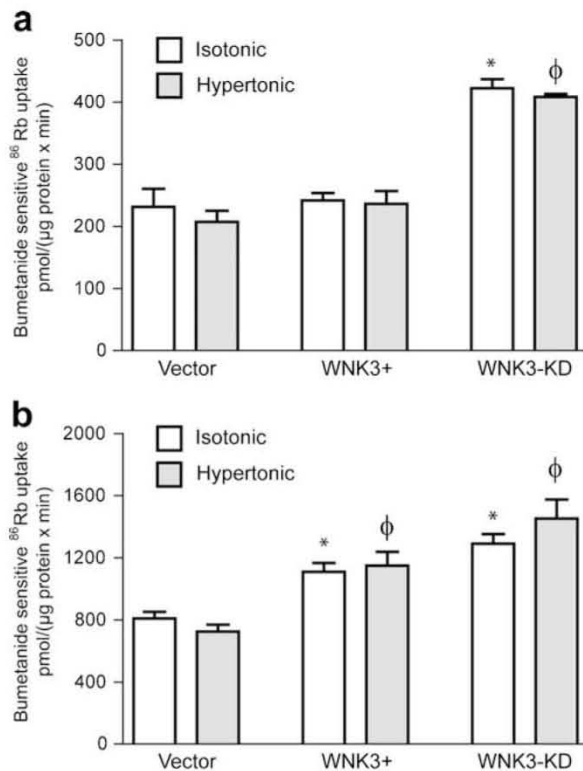 a
Bumetanide sensitive ⁸⁶ Rb uptake
pmol/(µg protein x min)
500
400
300
200
100
0
Isotonic
Hypertonic
* ϕ
Vector WNK3+ WNK3-KD
b
Bumetanide sensitive ⁸⁶Rb uptake
pmol/(µg protein x min)
2000
1600
1200
800
400
0
Isotonic
Hypertonic
* ϕ * ϕ
Vector WNK3+ WNK3-KD